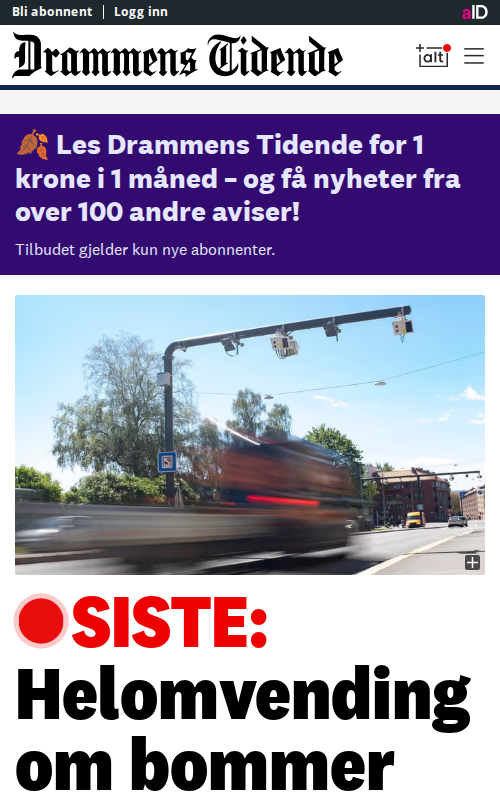 Bli abonnent
Logg inn
aID
Drammens Tidende
+alt
Les Drammens Tidende for 1
krone i 1 måned – og få nyheter fra
over 100 andre aviser!
Tilbudet gjelder kun nye abonnenter.
SISTE:
Helomvending
om bommer